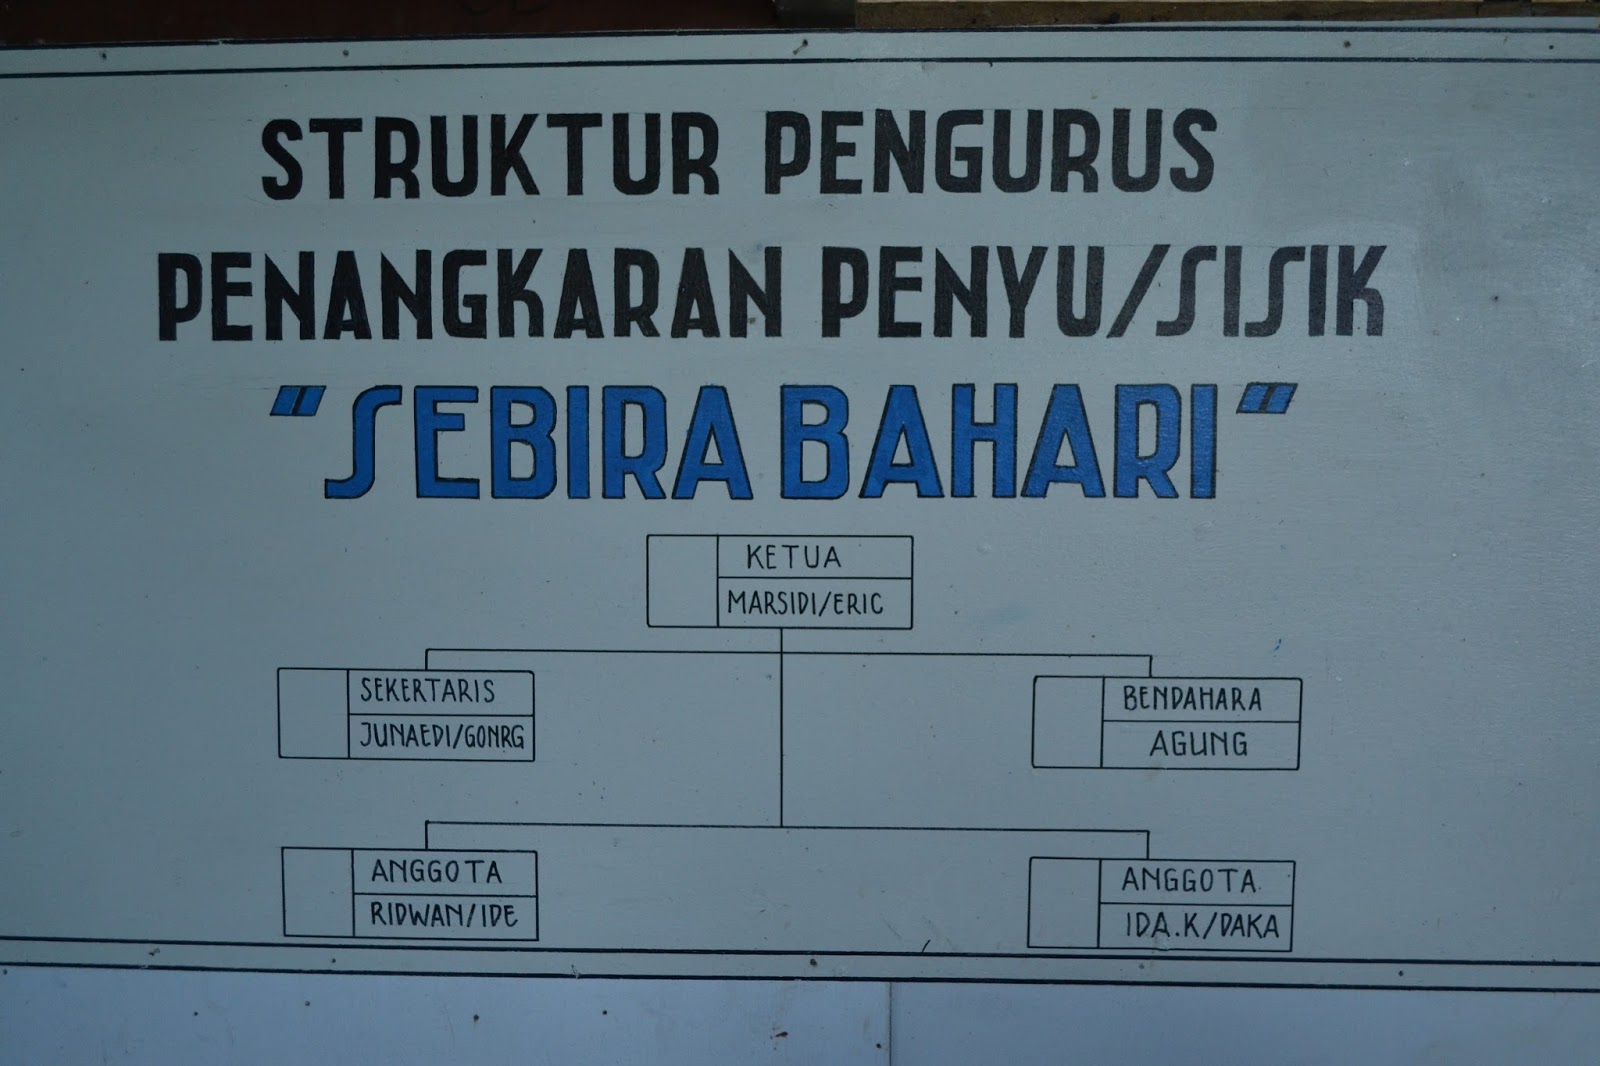 STRUKTUR PENGURUS
PENANGKARAN PENYU/SISIK
"SEBIRA BAHARI"
KETUA
MARSIDI/ERIC
SEKERTARIS
JUNAEDI/GONRG
BENDAHARA
AGUNG
ANGGOTA
RIDWAN/IDE
ANGGOTA
IDA.K/DAKA